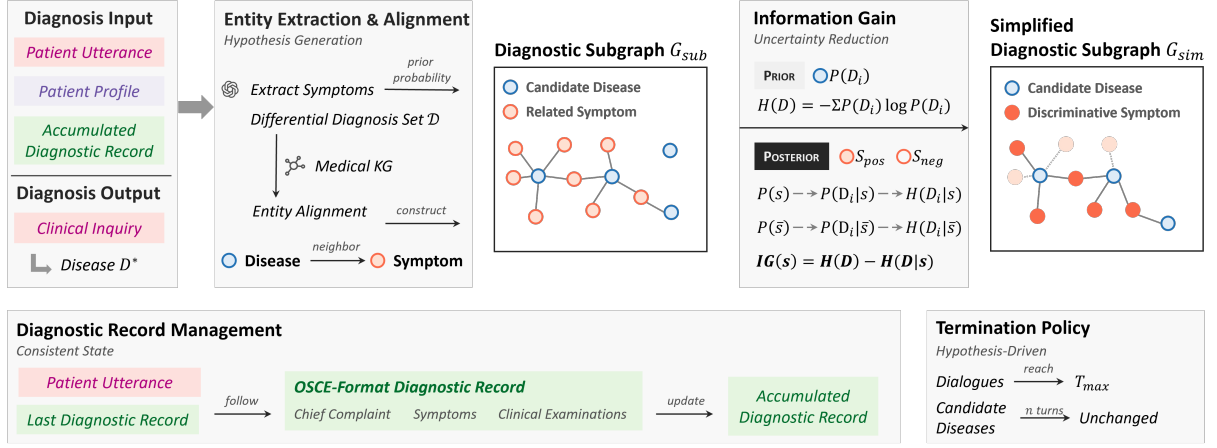 Diagnosis Input
Patient Utterance
Patient Profile
Accumulated
Diagnostic Record
Diagnosis Output
Clinical Inquiry
Disease D*
Entity Extraction & Alignment
Hypothesis Generation
Extract Symptoms
prior
probability
Differential Diagnosis Set 𝒟
Medical KG
Entity Alignment
construct
Disease
neighbor
Symptom
Diagnostic Subgraph G_sub
Candidate Disease
Related Symptom
Information Gain
Uncertainty Reduction
PRIOR
P(D_i)
H(D) = −ΣP(D_i) log P(D_i)
POSTERIOR
S_pos
S_neg
P(s) → P(D_i|s) → H(D_i|s)
P(s̄) → P(D_i|s̄) → H(D_i|s̄)
IG(s) = H(D) − H(D|s)
Simplified
Diagnostic Subgraph G_sim
Candidate Disease
Discriminative Symptom
Diagnostic Record Management
Consistent State
Patient Utterance
Last Diagnostic Record
follow
OSCE-Format Diagnostic Record
Chief Complaint Symptoms Clinical Examinations
update
Accumulated
Diagnostic Record
Termination Policy
Hypothesis-Driven
Dialogues
reach
T_max
Candidate
Diseases
n turns
Unchanged